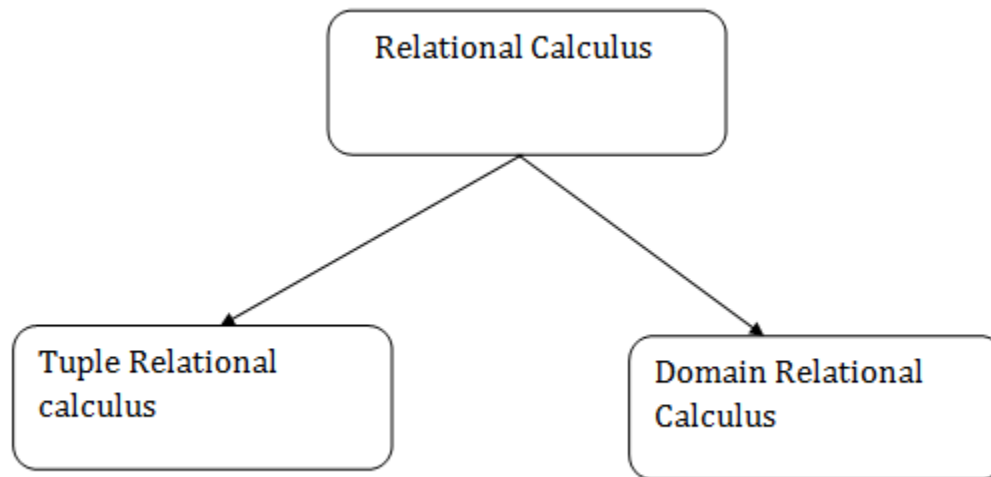 Relational Calculus
Tuple Relational
calculus
Domain Relational
Calculus